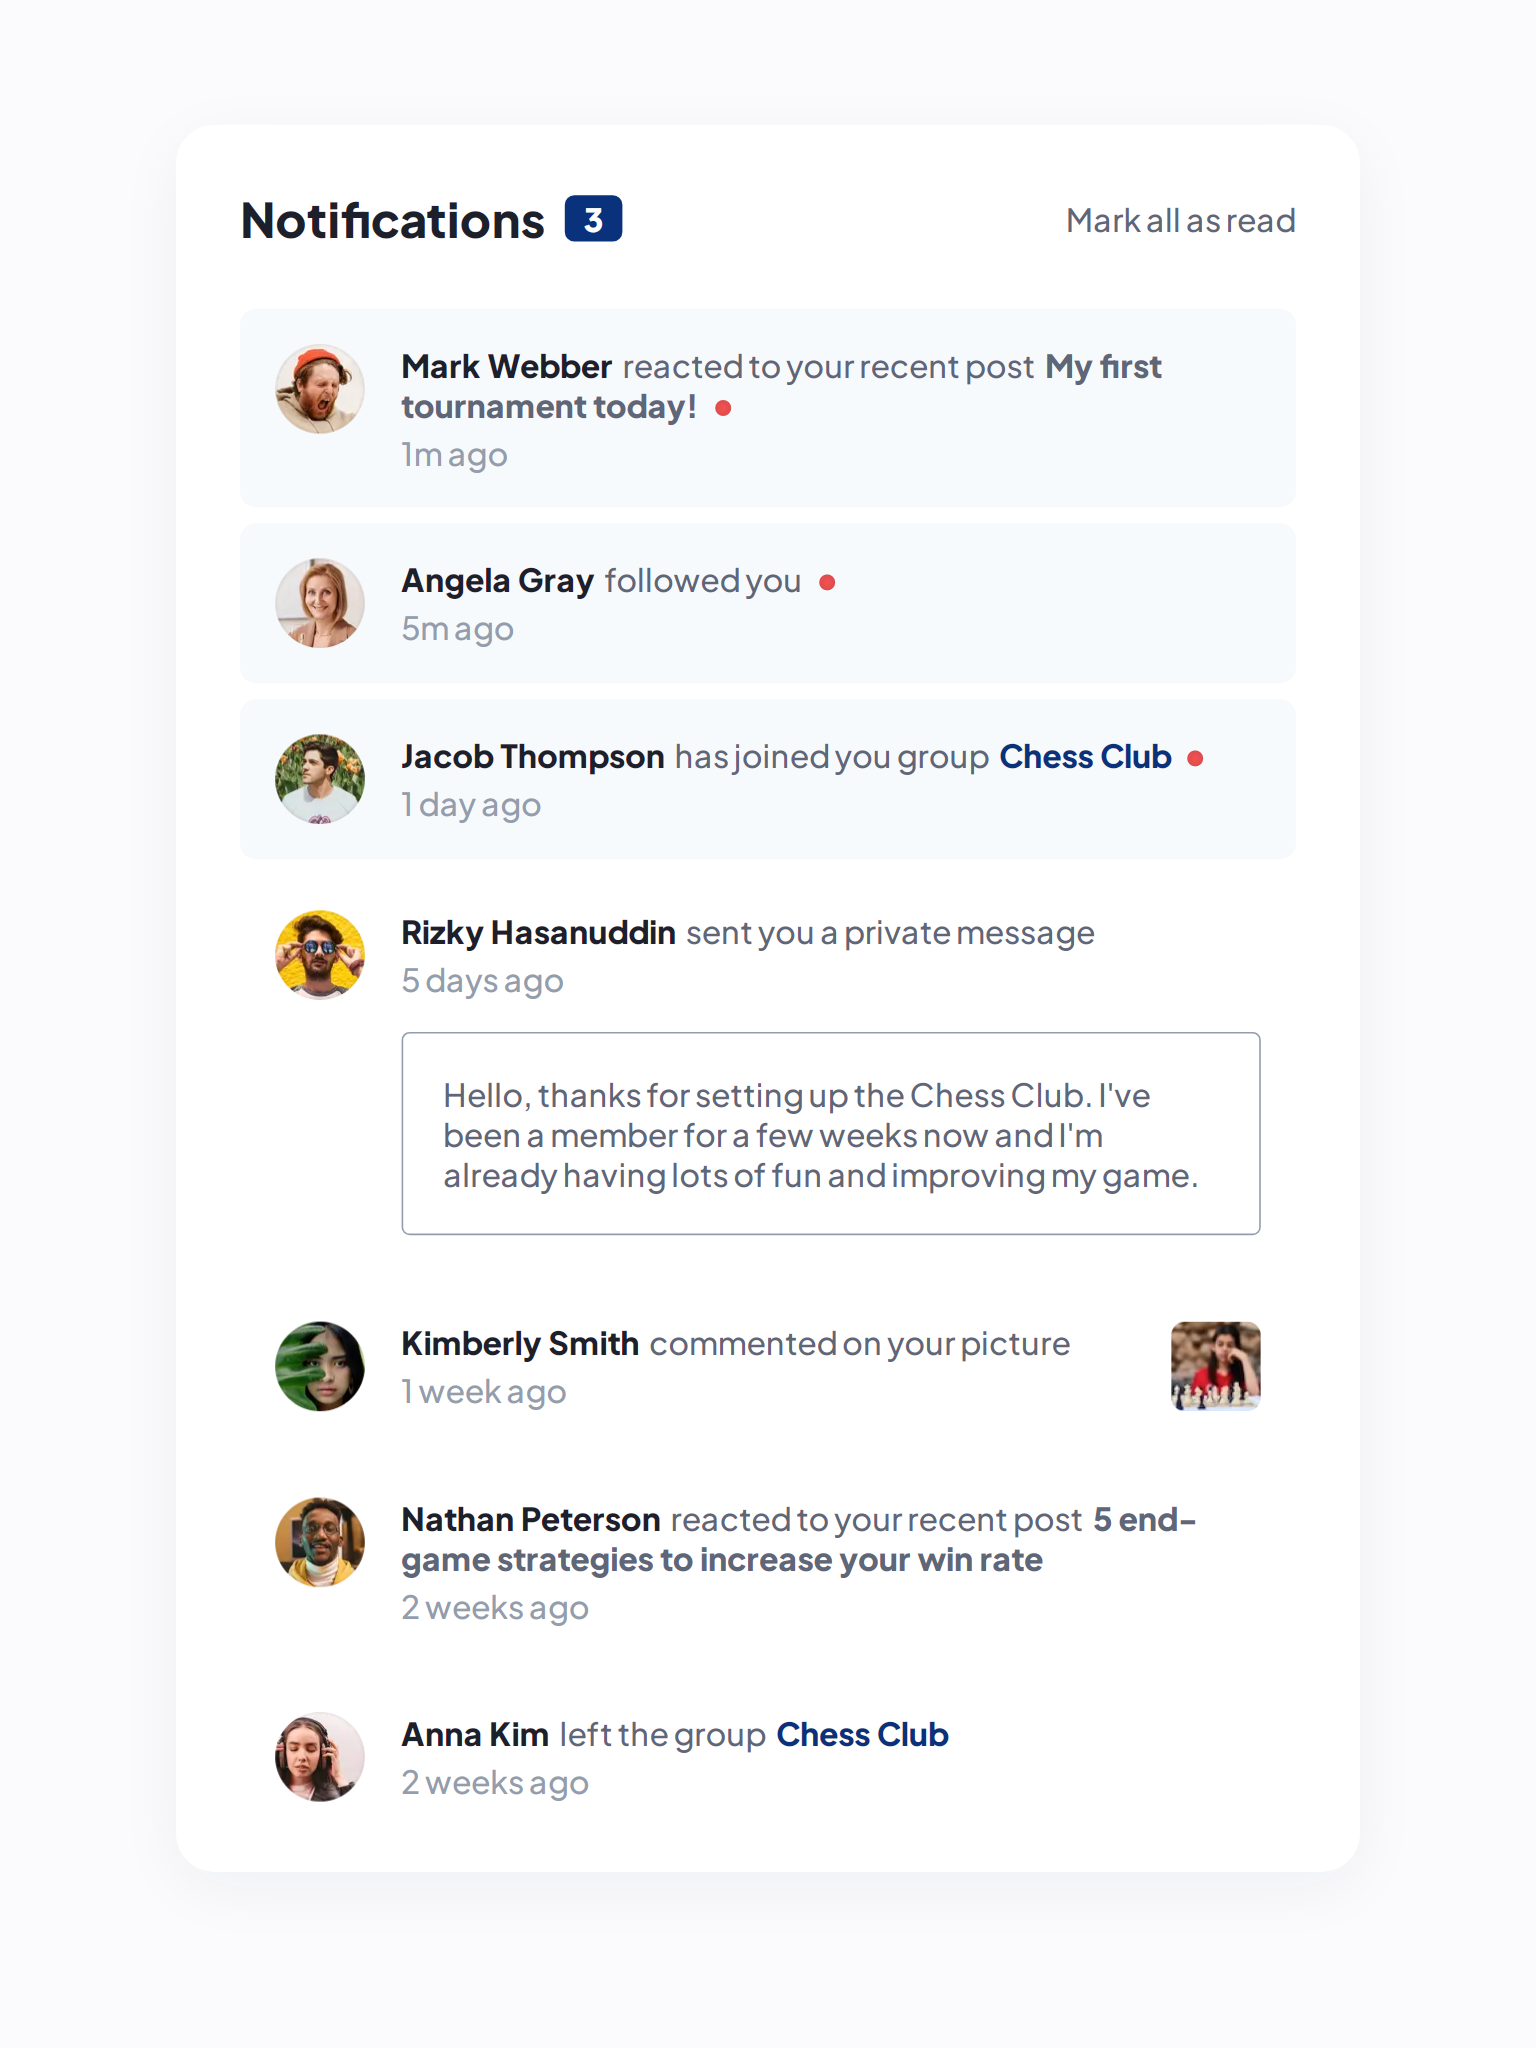 Notifications 3
Mark all as read
Mark Webber reacted to your recent post My first
tournament today!
1m ago
Angela Gray followed you
5m ago
Jacob Thompson has joined you group Chess Club
1 day ago
Rizky Hasanuddin sent you a private message
5 days ago
Hello, thanks for setting up the Chess Club. I've
been a member for a few weeks now and I'm
already having lots of fun and improving my game.
Kimberly Smith commented on your picture
1 week ago
Nathan Peterson reacted to your recent post 5 end-
game strategies to increase your win rate
2 weeks ago
Anna Kim left the group Chess Club
2 weeks ago